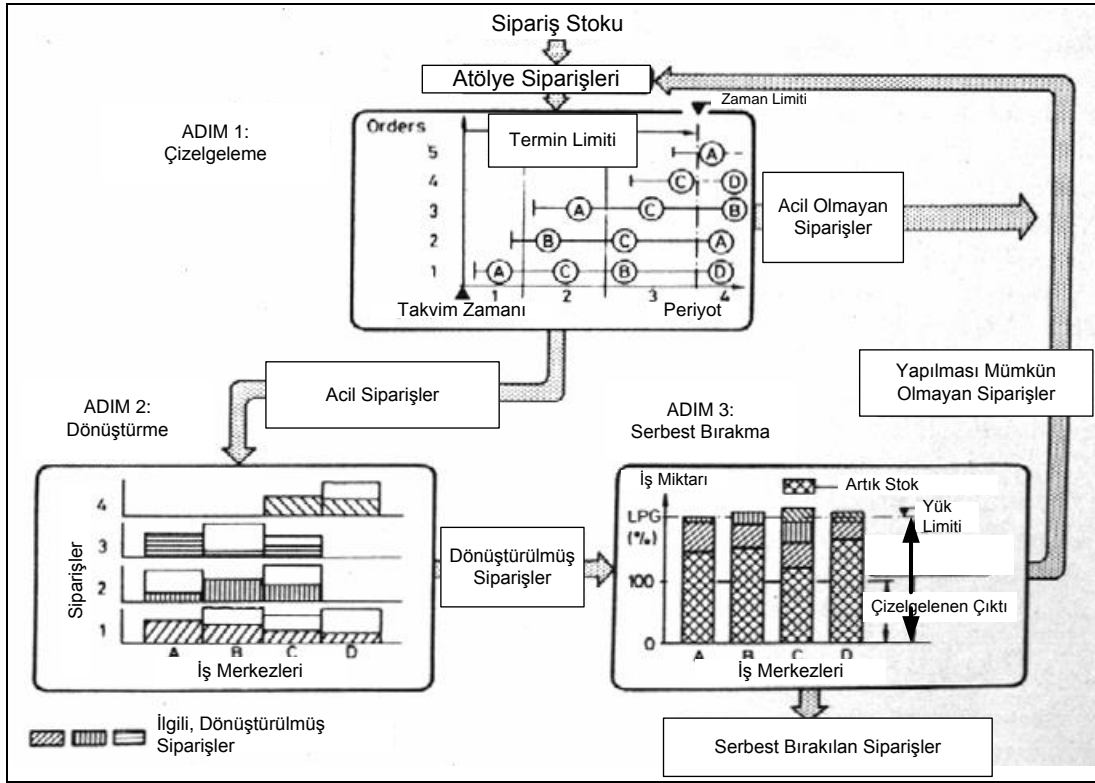 Sipariş Stoku
Atölye Siparişleri
Zaman Limiti
ADIM 1:
Çizelgeleme
Orders
Termin Limiti
5
A
4
C D
3
A C B
2
B C A
1
A C B D
1 2 3 4
Takvim Zamanı
Periyot
Acil Olmayan
Siparişler
Acil Siparişler
Yapılması Mümkün
Olmayan Siparişler
ADIM 2:
Dönüştürme
Siparişler
4
3
2
1
A B C D
İş Merkezleri
Dönüştürülmüş
Siparişler
ADIM 3:
Serbest Bırakma
İş Miktarı
Artık Stok
LPG
(%)
Yük
Limiti
100
Çizelgelenen Çıktı
0
A B C D
İş Merkezleri
İlgili, Dönüştürülmüş
Siparişler
Serbest Bırakılan Siparişler